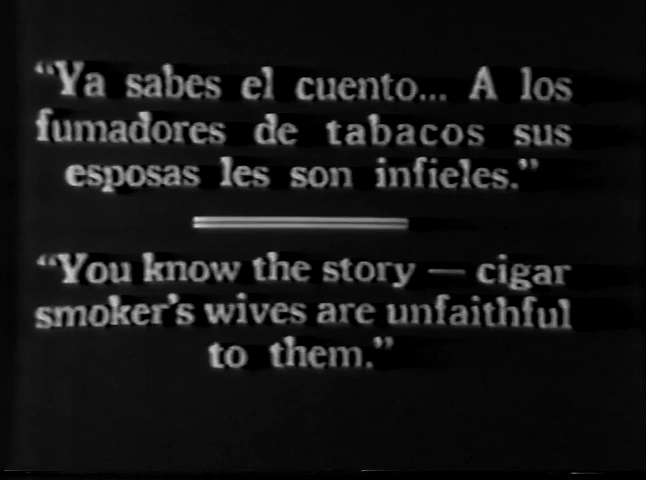 “Ya sabes el cuento... A los
fumadores de tabacos sus
esposas les son infieles.”
“You know the story — cigar
smoker’s wives are unfaithful
to them.”